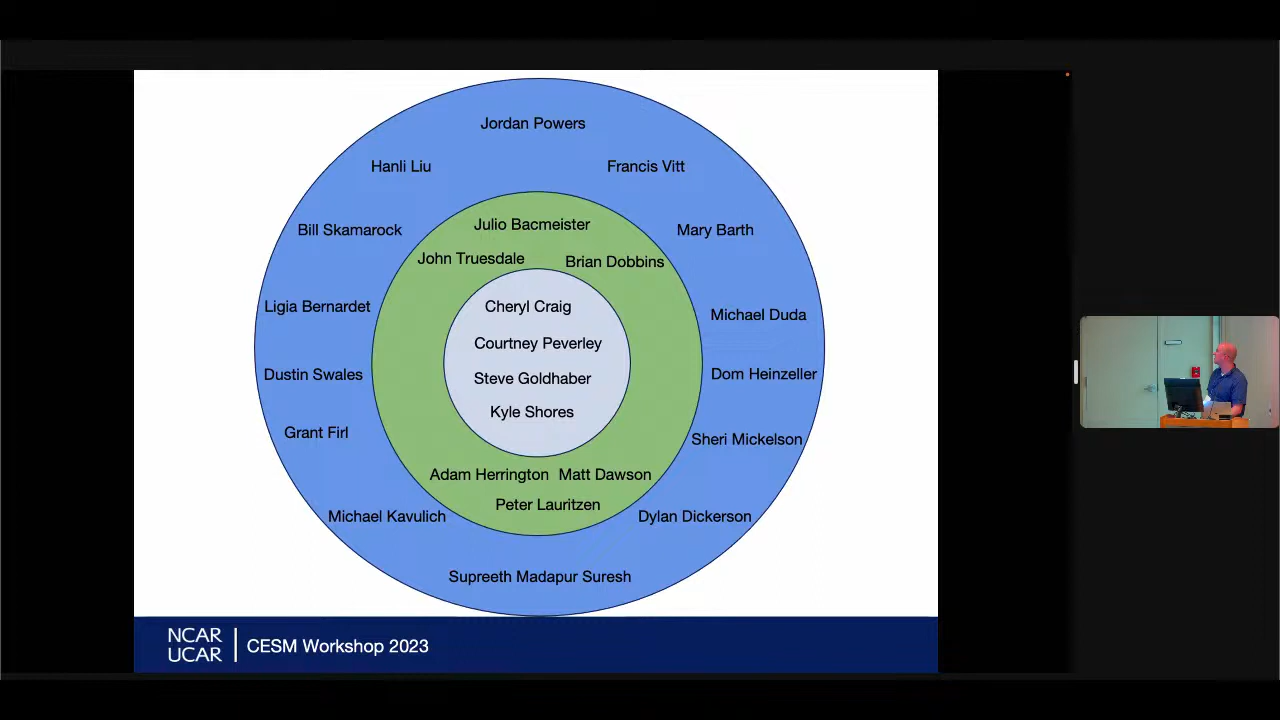 Jordan Powers
Hanli Liu
Francis Vitt
Bill Skamarock
Julio Bacmeister
Mary Barth
John Truesdale
Brian Dobbins
Ligia Bernardet
Cheryl Craig
Michael Duda
Courtney Peverley
Dustin Swales
Steve Goldhaber
Dom Heinzeller
Grant Firl
Kyle Shores
Sheri Mickelson
Adam Herrington
Matt Dawson
Peter Lauritzen
Michael Kavulich
Dylan Dickerson
Supreeth Madapur Suresh
NCAR
UCAR
CESM Workshop 2023